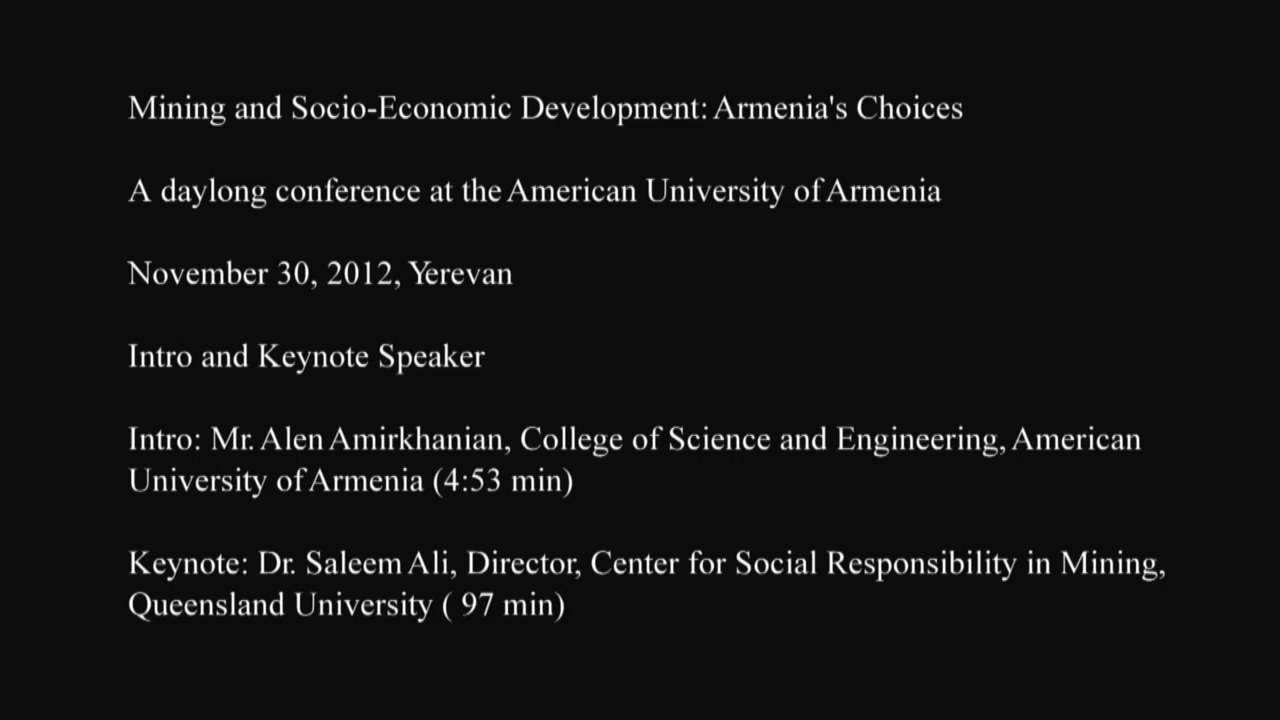 Mining and Socio-Economic Development: Armenia's Choices
A daylong conference at the American University of Armenia
November 30, 2012, Yerevan
Intro and Keynote Speaker
Intro: Mr. Alen Amirkhanian, College of Science and Engineering, American
University of Armenia (4:53 min)
Keynote: Dr. Saleem Ali, Director, Center for Social Responsibility in Mining,
Queensland University ( 97 min)